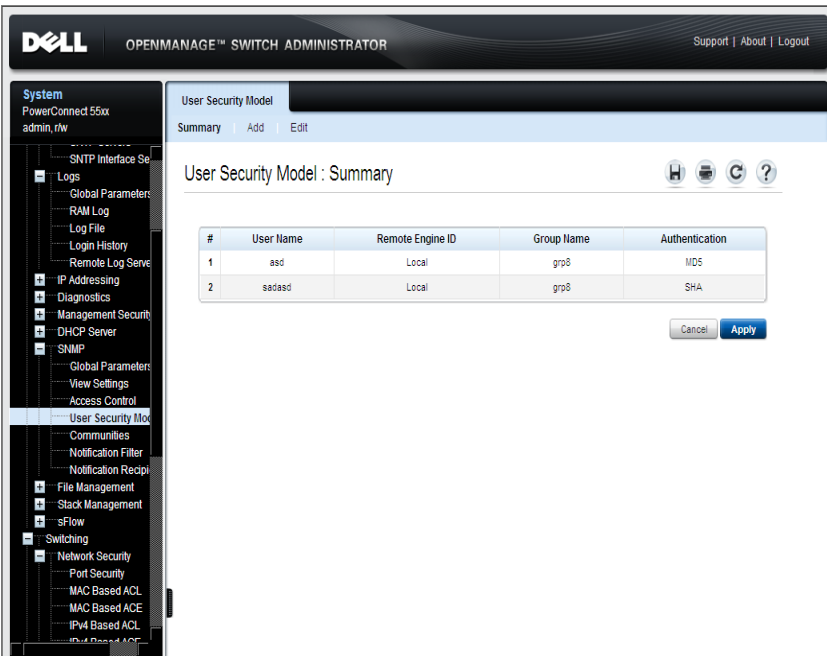 DELL
OPENMANAGE™ SWITCH ADMINISTRATOR
Support | About | Logout
System
PowerConnect 55xx
admin, r/w
SNTP Interface Se
Logs
Global Parameters
RAM Log
Log File
Login History
Remote Log Serve
IP Addressing
Diagnostics
Management Security
DHCP Server
SNMP
Global Parameters
View Settings
Access Control
User Security Mod
Communities
Notification Filter
Notification Recipi
File Management
Stack Management
sFlow
Switching
Network Security
Port Security
MAC Based ACL
MAC Based ACE
IPv4 Based ACL
IPv4 Based ACE
User Security Model
Summary | Add | Edit
User Security Model : Summary
# User Name Remote Engine ID Group Name Authentication
1 asd Local grp8 MD5
2 sadasd Local grp8 SHA
Cancel Apply